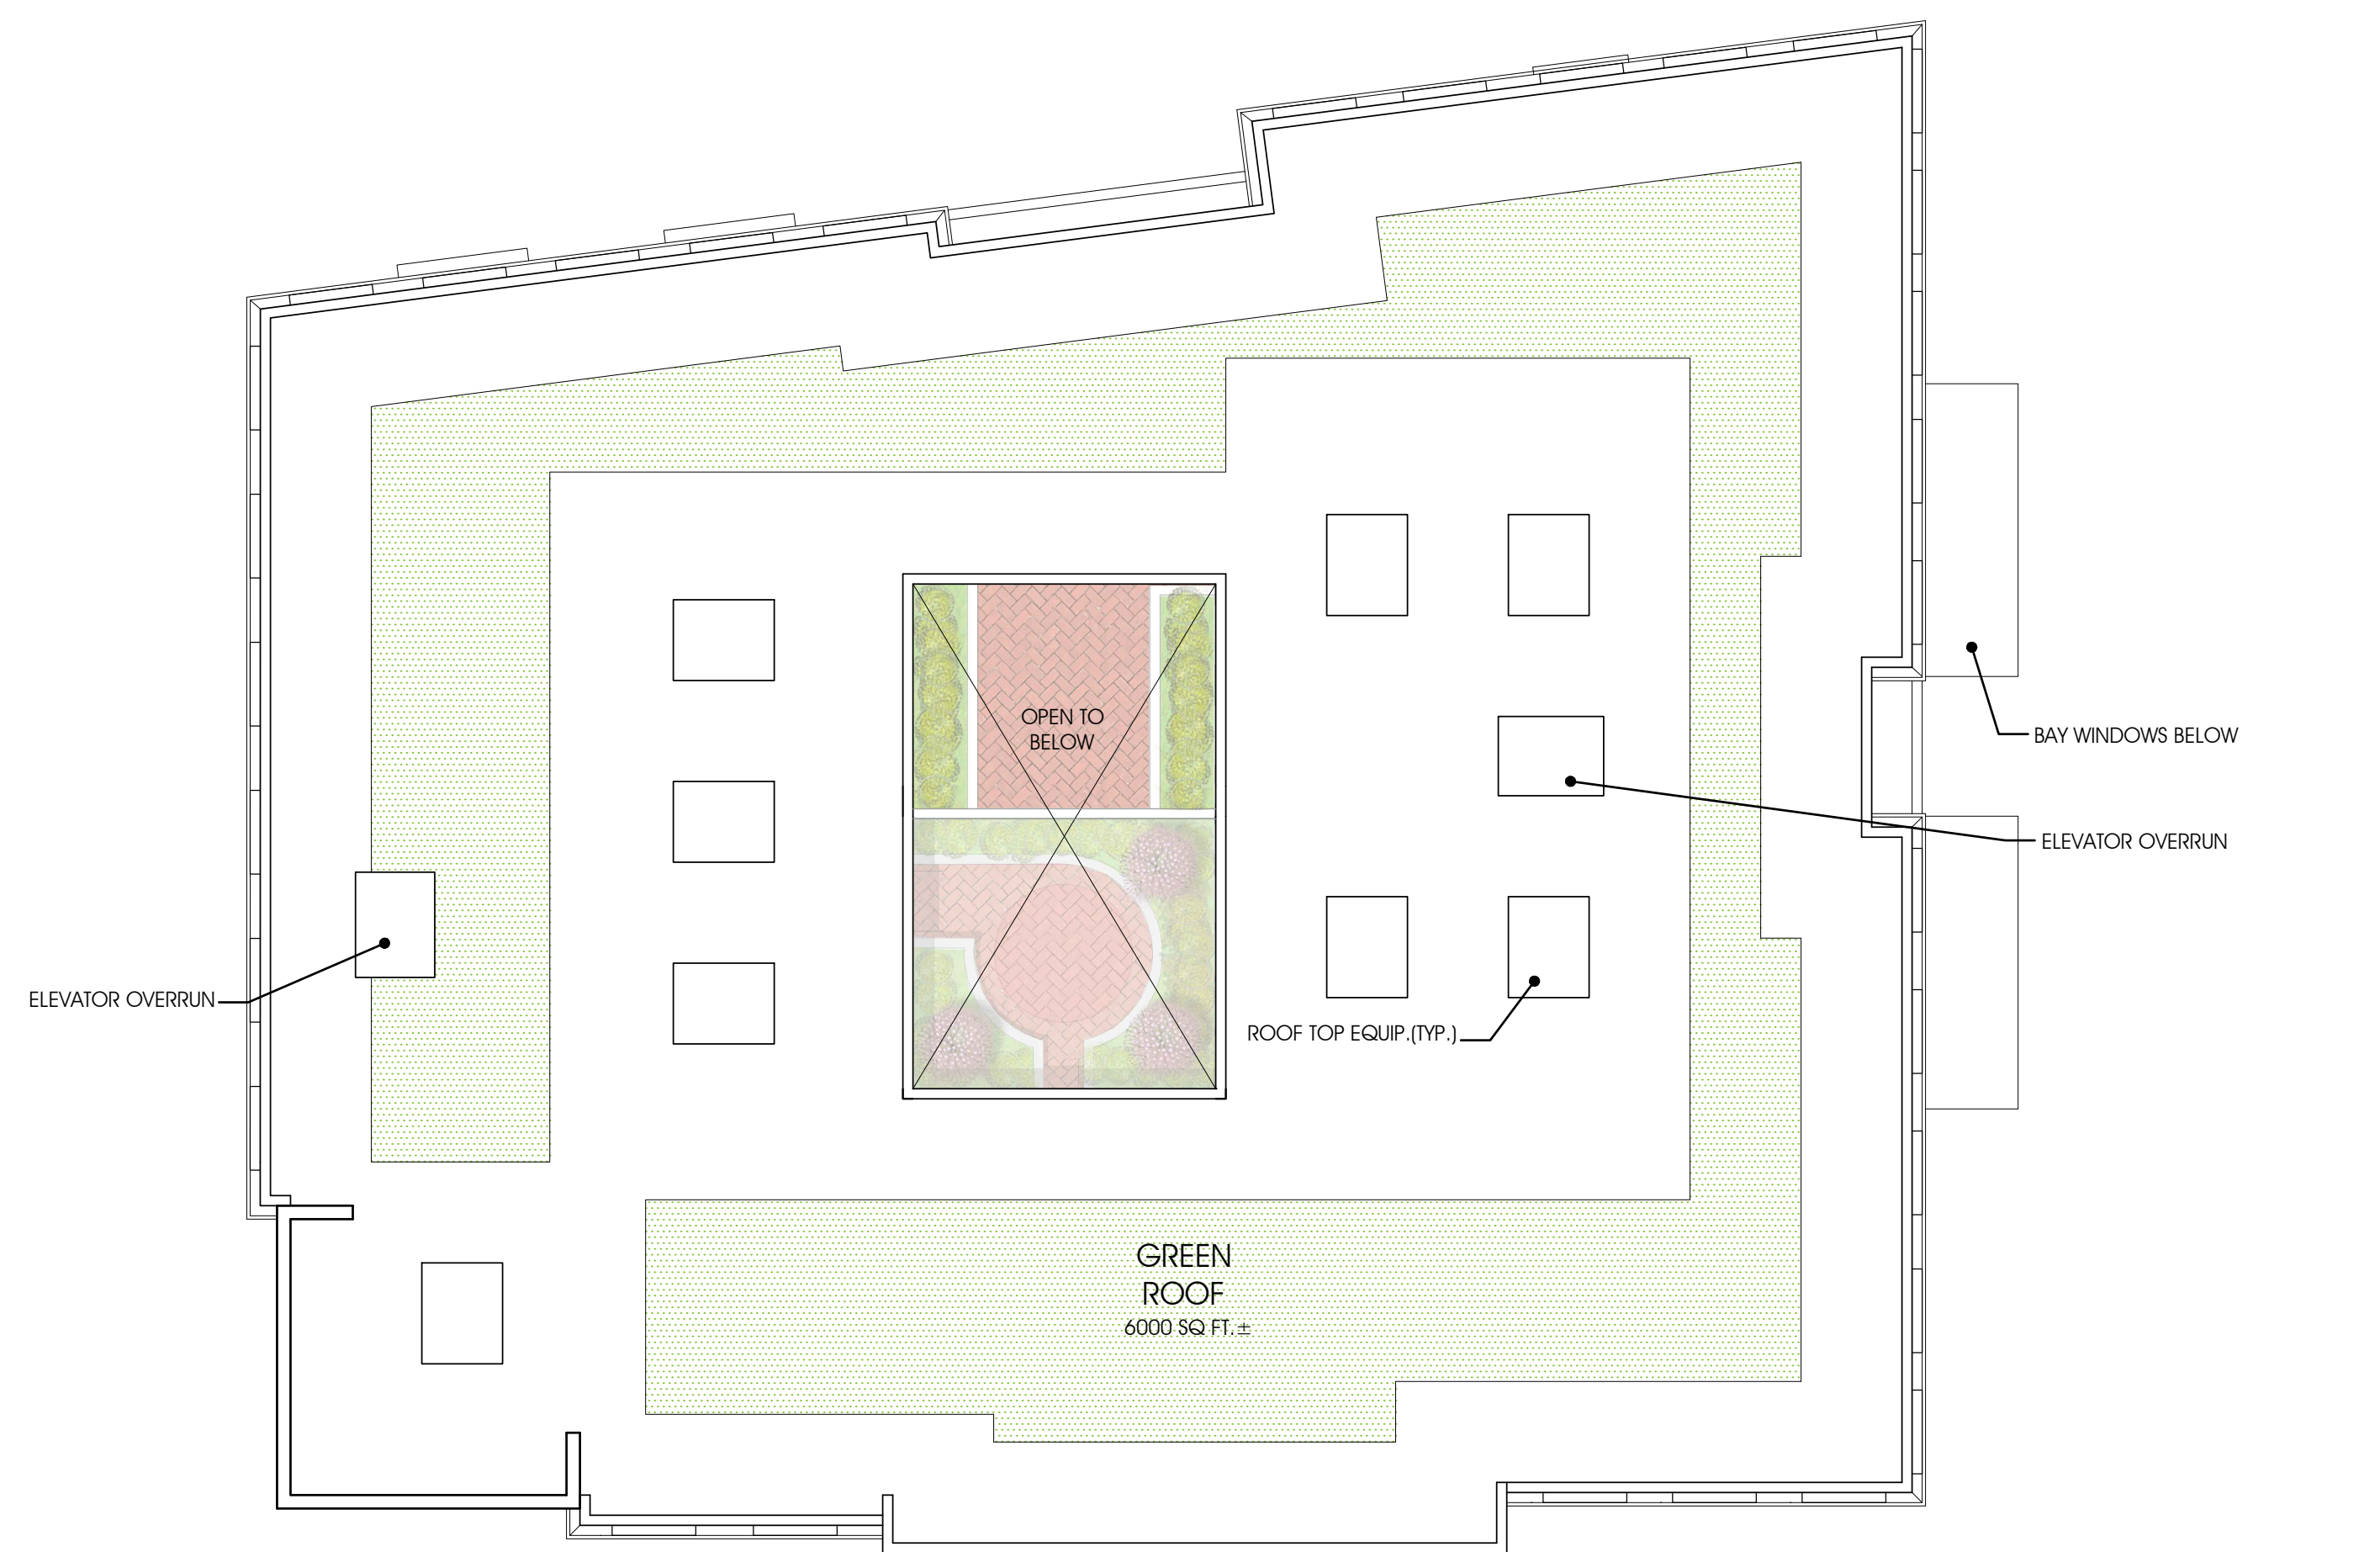 OPEN TO
BELOW
BAY WINDOWS BELOW
ELEVATOR OVERRUN
ELEVATOR OVERRUN
ROOF TOP EQUIP.(TYP.)
GREEN
ROOF
6000 SQ FT.±